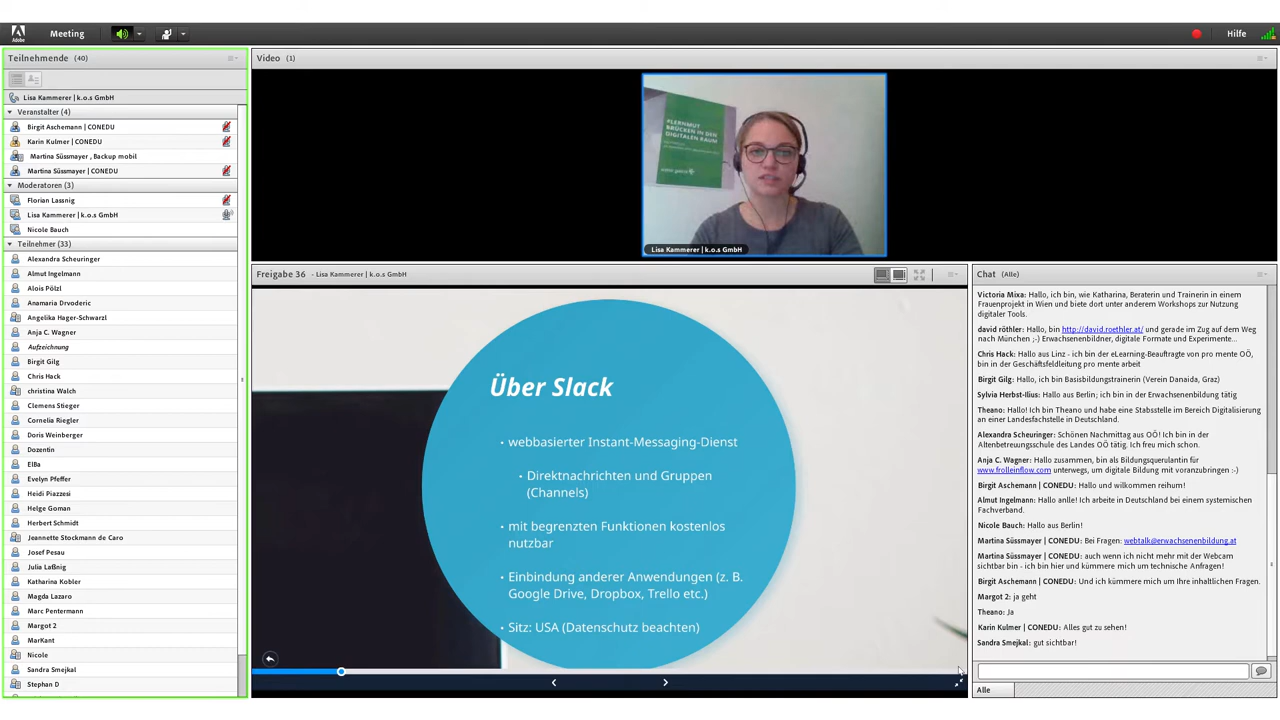 Adobe
Meeting
Hilfe
Teilnehmende (40)
Lisa Kammerer | k.o.s GmbH
Veranstalter (4)
Birgit Aschemann | CONEDU
Karin Kulmer | CONEDU
Martina Süssmayer , Backup mobil
Martina Süssmayer | CONEDU
Moderatoren (3)
Florian Lassnig
Lisa Kammerer | k.o.s GmbH
Nicole Bauch
Teilnehmer (33)
Alexandra Scheuringer
Almut Ingelmann
Alois Pölzl
Anamaria Drvoderic
Angelika Hager-Schwarzl
Anja C. Wagner
Aufzeichnung
Birgit Gilg
Chris Hack
christina Walch
Clemens Stieger
Cornelia Riegler
Doris Weinberger
Dozentin
ElBa
Evelyn Pfeffer
Heidi Piazzesi
Helge Goman
Herbert Schmidt
Jeannette Stockmann de Caro
Josef Pesau
Julia Laßnig
Katharina Kobler
Magda Lazaro
Marc Pentermann
Margot 2
MarKant
Nicole
Sandra Smejkal
Stephan D
Video (1)
#LERNMUT
BRÜCKEN IN DEN
DIGITALEN RAUM
Lisa Kammerer | k.o.s GmbH
Freigabe 36 - Lisa Kammerer | k.o.s GmbH
Über Slack
• webbasierter Instant-Messaging-Dienst
• Direktnachrichten und Gruppen
(Channels)
• mit begrenzten Funktionen kostenlos
nutzbar
• Einbindung anderer Anwendungen (z. B.
Google Drive, Dropbox, Trello etc.)
• Sitz: USA (Datenschutz beachten)
Chat (Alle)
Victoria Mixa: Hallo, ich bin, wie Katharina, Beraterin und Trainerin in einem
Frauenprojekt in Wien und biete dort unter anderem Workshops zur Nutzung
digitaler Tools.
david röthler: Hallo, bin http://david.roethler.at/ und gerade im Zug auf dem Weg
nach München ;-) Erwachsenenbildner, digitale Formate und Experimente...
Chris Hack: Hallo aus Linz - ich bin der eLearning-Beauftragte von pro mente OÖ,
bin in der Geschäftsfeldleitung pro mente arbeit
Birgit Gilg: Hallo, ich bin Basisbildungstrainerin (Verein Danaida, Graz)
Sylvia Herbst-Ilius: Hallo aus Berlin; ich bin in der Erwachsenenbildung tätig
Theano: Hallo! Ich bin Theano und habe eine Stabsstelle im Bereich Digitalisierung
an einer Landesfachstelle in Deutschland.
Alexandra Scheuringer: Schönen Nachmittag aus OÖ! Ich bin in der
Altenbetreuungsschule des Landes OÖ tätig. Ich freu mich schon.
Anja C. Wagner: Hallo zusammen, bin als Bildungsquerulantin für
www.frolleinflow.com unterwegs, um digitale Bildung mit voranzubringen :-)
Birgit Aschemann | CONEDU: Hallo und willkommen reihum!
Almut Ingelmann: Hallo anlle! Ich arbeite in Deutschland bei einem systemischen
Fachverband.
Nicole Bauch: Hallo aus Berlin!
Martina Süssmayer | CONEDU: Bei Fragen: webtalk@erwachsenenbildung.at
Martina Süssmayer | CONEDU: auch wenn ich nicht mehr mit der Webcam
sichtbar bin - ich bin hier und kümmere mich um technische Anfragen!
Birgit Aschemann | CONEDU: Und ich kümmere mich um Ihre inhaltlichen Fragen.
Margot 2: ja geht
Theano: Ja
Karin Kulmer | CONEDU: Alles gut zu sehen!
Sandra Smejkal: gut sichtbar!
Alle